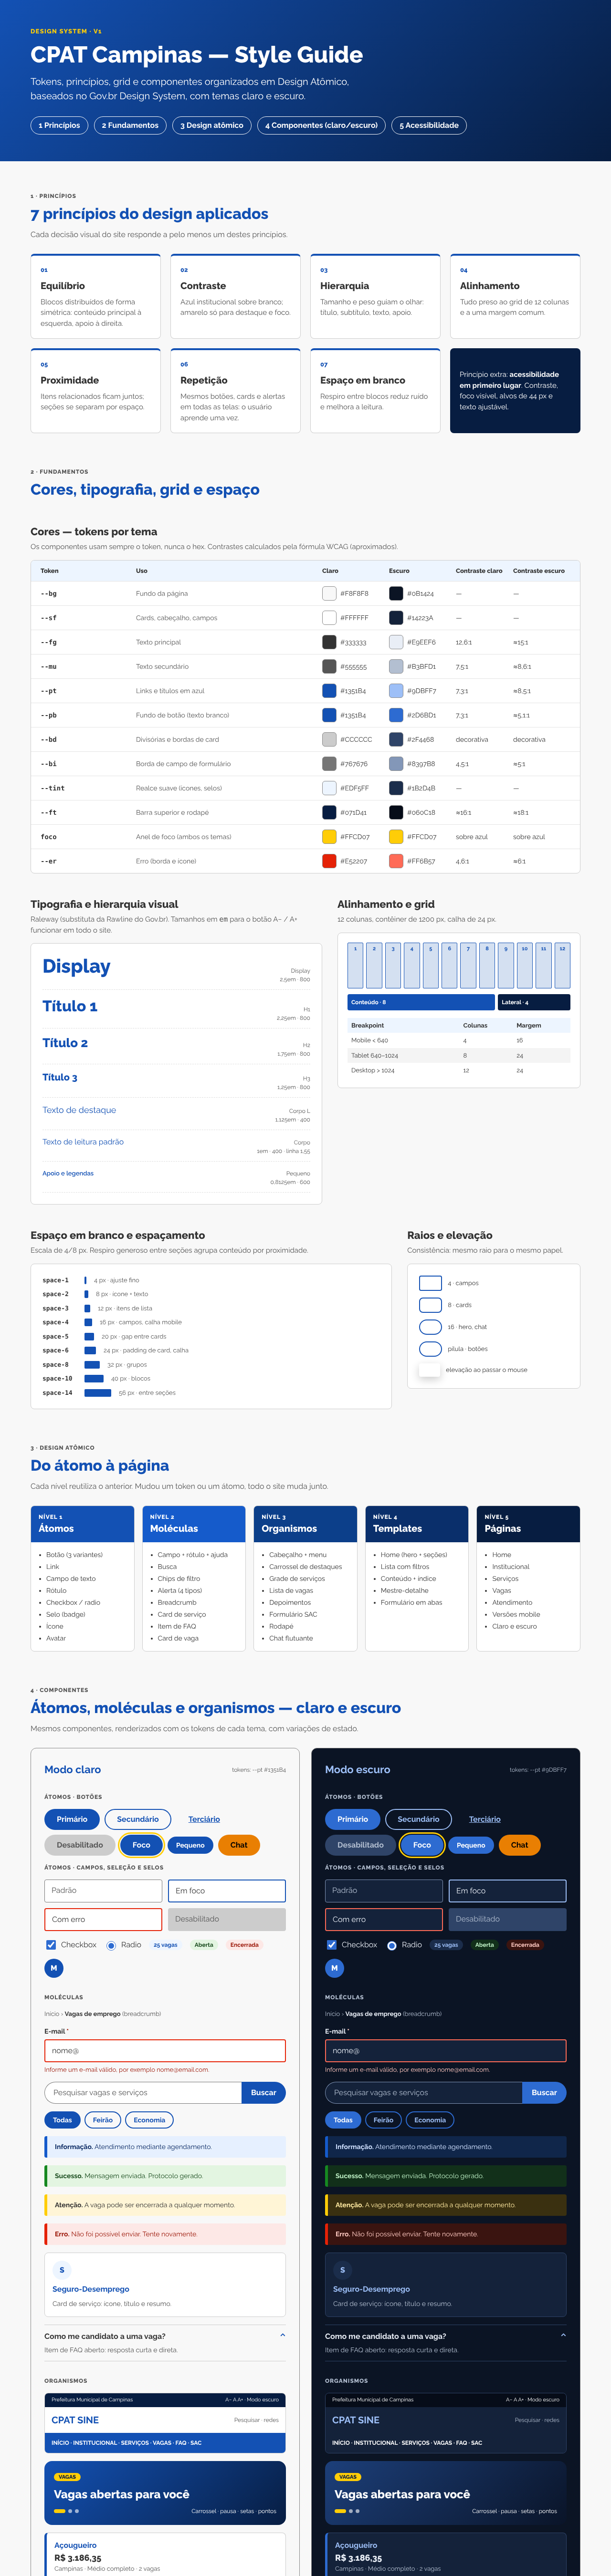 DESIGN SYSTEM · V1
CPAT Campinas — Style Guide
Tokens, princípios, grid e componentes organizados em Design Atômico,
baseados no Gov.br Design System, com temas claro e escuro.
1 Princípios 2 Fundamentos 3 Design atômico 4 Componentes (claro/escuro) 5 Acessibilidade
1 · PRINCÍPIOS
7 princípios do design aplicados
Cada decisão visual do site responde a pelo menos um destes princípios.
01
Equilíbrio
Blocos distribuídos de forma
simétrica: conteúdo principal à
esquerda, apoio à direita.
02
Contraste
Azul institucional sobre branco;
amarelo só para destaque e foco.
03
Hierarquia
Tamanho e peso guiam o olhar:
título, subtítulo, texto, apoio.
04
Alinhamento
Tudo preso ao grid de 12 colunas
e a uma margem comum.
05
Proximidade
Itens relacionados ficam juntos;
seções se separam por espaço.
06
Repetição
Mesmos botões, cards e alertas
em todas as telas: o usuário
aprende uma vez.
07
Espaço em branco
Respiro entre blocos reduz ruído
e melhora a leitura.
Princípio extra: acessibilidade
em primeiro lugar. Contraste,
foco visível, alvos de 44 px e
texto ajustável.
2 · FUNDAMENTOS
Cores, tipografia, grid e espaço
Cores — tokens por tema
Os componentes usam sempre o token, nunca o hex. Contrastes calculados pela fórmula WCAG (aproximados).
Token Uso Claro Escuro Contraste claro Contraste escuro
--bg Fundo da página #F8F8F8 #0B1424 — —
--sf Cards, cabeçalho, campos #FFFFFF #14223A — —
--fg Texto principal #333333 #E9EEF6 12,6:1 ≈15:1
--mu Texto secundário #555555 #B3BFD1 7,5:1 ≈8,6:1
--pt Links e títulos em azul #1351B4 #9DBFF7 7,3:1 ≈8,5:1
--pb Fundo de botão (texto branco) #1351B4 #2D6BD1 7,3:1 ≈5,1:1
--bd Divisórias e bordas de card #CCCCCC #2F4468 decorativa decorativa
--bi Borda de campo de formulário #767676 #8397B8 4,5:1 ≈5:1
--tint Realce suave (ícones, selos) #EDF5FF #1B2D4B — —
--ft Barra superior e rodapé #071D41 #060C18 ≈16:1 ≈18:1
foco Anel de foco (ambos os temas) #FFCD07 #FFCD07 sobre azul sobre azul
--er Erro (borda e ícone) #E52207 #FF6B57 4,6:1 ≈6:1
Tipografia e hierarquia visual
Raleway (substituta da Rawline do Gov.br). Tamanhos em em para o botão A− / A+
funcionar em todo o site.
Display
Display
2,5em · 800
Título 1
H1
2,25em · 800
Título 2
H2
1,75em · 800
Título 3
H3
1,25em · 800
Texto de destaque
Corpo L
1,125em · 400
Texto de leitura padrão
Corpo
1em · 400 · linha 1,55
Apoio e legendas
Pequeno
0,8125em · 600
Alinhamento e grid
12 colunas, contêiner de 1200 px, calha de 24 px.
1 2 3 4 5 6 7 8 9 10 11 12
Conteúdo · 8 Lateral · 4
Breakpoint Colunas Margem
Mobile < 640 4 16
Tablet 640–1024 8 24
Desktop > 1024 12 24
Espaço em branco e espaçamento
Escala de 4/8 px. Respiro generoso entre seções agrupa conteúdo por proximidade.
space-1 4 px · ajuste fino
space-2 8 px · ícone + texto
space-3 12 px · itens de lista
space-4 16 px · campos, calha mobile
space-5 20 px · gap entre cards
space-6 24 px · padding de card, calha
space-8 32 px · grupos
space-10 40 px · blocos
space-14 56 px · entre seções
Raios e elevação
Consistência: mesmo raio para o mesmo papel.
4 · campos
8 · cards
16 · hero, chat
pílula · botões
elevação ao passar o mouse
3 · DESIGN ATÔMICO
Do átomo à página
Cada nível reutiliza o anterior. Mudou um token ou um átomo, todo o site muda junto.
NÍVEL 1
Átomos
• Botão (3 variantes)
• Link
• Campo de texto
• Rótulo
• Checkbox / radio
• Selo (badge)
• Ícone
• Avatar
NÍVEL 2
Moléculas
• Campo + rótulo + ajuda
• Busca
• Chips de filtro
• Alerta (4 tipos)
• Breadcrumb
• Card de serviço
• Item de FAQ
• Card de vaga
NÍVEL 3
Organismos
• Cabeçalho + menu
• Carrossel de destaques
• Grade de serviços
• Lista de vagas
• Depoimentos
• Formulário SAC
• Rodapé
• Chat flutuante
NÍVEL 4
Templates
• Home (hero + seções)
• Lista com filtros
• Conteúdo + índice
• Mestre-detalhe
• Formulário em abas
NÍVEL 5
Páginas
• Home
• Institucional
• Serviços
• Vagas
• Atendimento
• Versões mobile
• Claro e escuro
4 · COMPONENTES
Átomos, moléculas e organismos — claro e escuro
Mesmos componentes, renderizados com os tokens de cada tema, com variações de estado.
Modo claro tokens: --pt #1351B4
ÁTOMOS · BOTÕES
Primário Secundário Terciário
Desabilitado Foco Pequeno Chat
ÁTOMOS · CAMPOS, SELEÇÃO E SELOS
Padrão Em foco
Com erro Desabilitado
Checkbox Radio 25 vagas Aberta Encerrada
M
MOLÉCULAS
Início › Vagas de emprego (breadcrumb)
E-mail *
nome@
Informe um e-mail válido, por exemplo nome@email.com.
Pesquisar vagas e serviços Buscar
Todas Feirão Economia
Informação. Atendimento mediante agendamento.
Sucesso. Mensagem enviada. Protocolo gerado.
Atenção. A vaga pode ser encerrada a qualquer momento.
Erro. Não foi possível enviar. Tente novamente.
S
Seguro-Desemprego
Card de serviço: ícone, título e resumo.
Como me candidato a uma vaga?
Item de FAQ aberto: resposta curta e direta.
ORGANISMOS
Prefeitura Municipal de Campinas A− A A+ · Modo escuro
CPAT SINE Pesquisar · redes
INÍCIO · INSTITUCIONAL · SERVIÇOS · VAGAS · FAQ · SAC
VAGAS
Vagas abertas para você
Carrossel · pausa · setas · pontos
Açougueiro
R$ 3.186,35
Campinas · Médio completo · 2 vagas
Modo escuro tokens: --pt #9DBFF7
ÁTOMOS · BOTÕES
Primário Secundário Terciário
Desabilitado Foco Pequeno Chat
ÁTOMOS · CAMPOS, SELEÇÃO E SELOS
Padrão Em foco
Com erro Desabilitado
Checkbox Radio 25 vagas Aberta Encerrada
M
MOLÉCULAS
Início › Vagas de emprego (breadcrumb)
E-mail *
nome@
Informe um e-mail válido, por exemplo nome@email.com.
Pesquisar vagas e serviços Buscar
Todas Feirão Economia
Informação. Atendimento mediante agendamento.
Sucesso. Mensagem enviada. Protocolo gerado.
Atenção. A vaga pode ser encerrada a qualquer momento.
Erro. Não foi possível enviar. Tente novamente.
S
Seguro-Desemprego
Card de serviço: ícone, título e resumo.
Como me candidato a uma vaga?
Item de FAQ aberto: resposta curta e direta.
ORGANISMOS
Prefeitura Municipal de Campinas A− A A+ · Modo escuro
CPAT SINE Pesquisar · redes
INÍCIO · INSTITUCIONAL · SERVIÇOS · VAGAS · FAQ · SAC
VAGAS
Vagas abertas para você
Carrossel · pausa · setas · pontos
Açougueiro
R$ 3.186,35
Campinas · Médio completo · 2 vagas